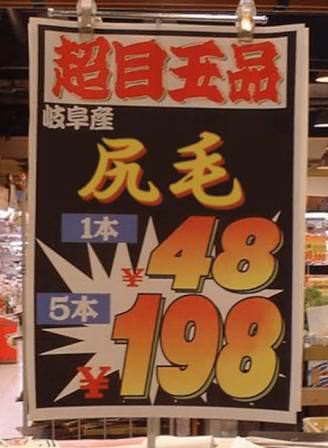 超目玉品
岐阜産
尻毛
1本 ¥48
5本 ¥198